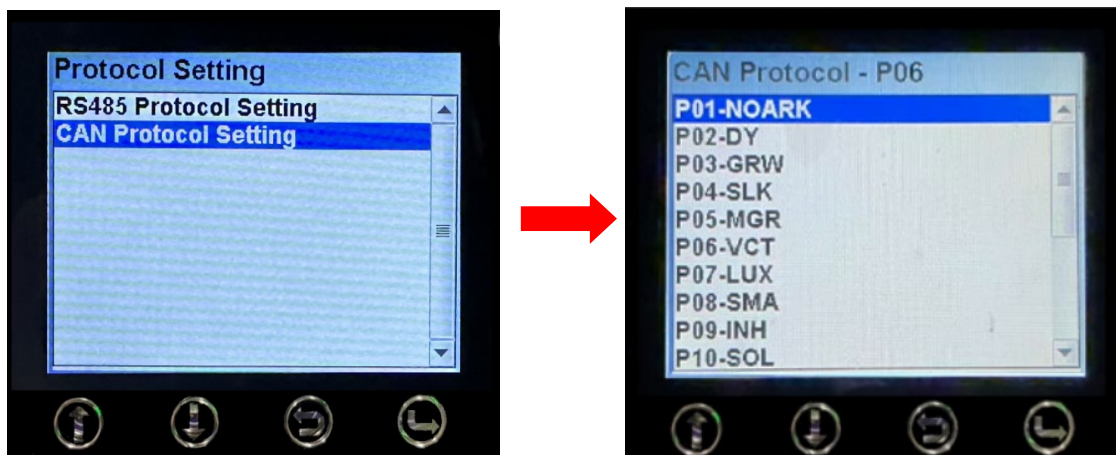 Protocol Setting
RS485 Protocol Setting
CAN Protocol Setting
CAN Protocol - P06
P01-NOARK
P02-DY
P03-GRW
P04-SLK
P05-MGR
P06-VCT
P07-LUX
P08-SMA
P09-INH
P10-SOL